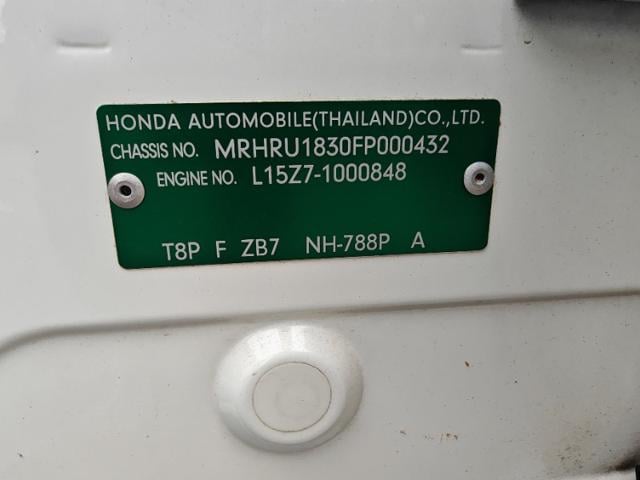 HONDA AUTOMOBILE(THAILAND)CO.,LTD.
CHASSIS NO. MRHRU1830FP000432
ENGINE NO. L15Z7-1000848
T8P F ZB7 NH-788P A